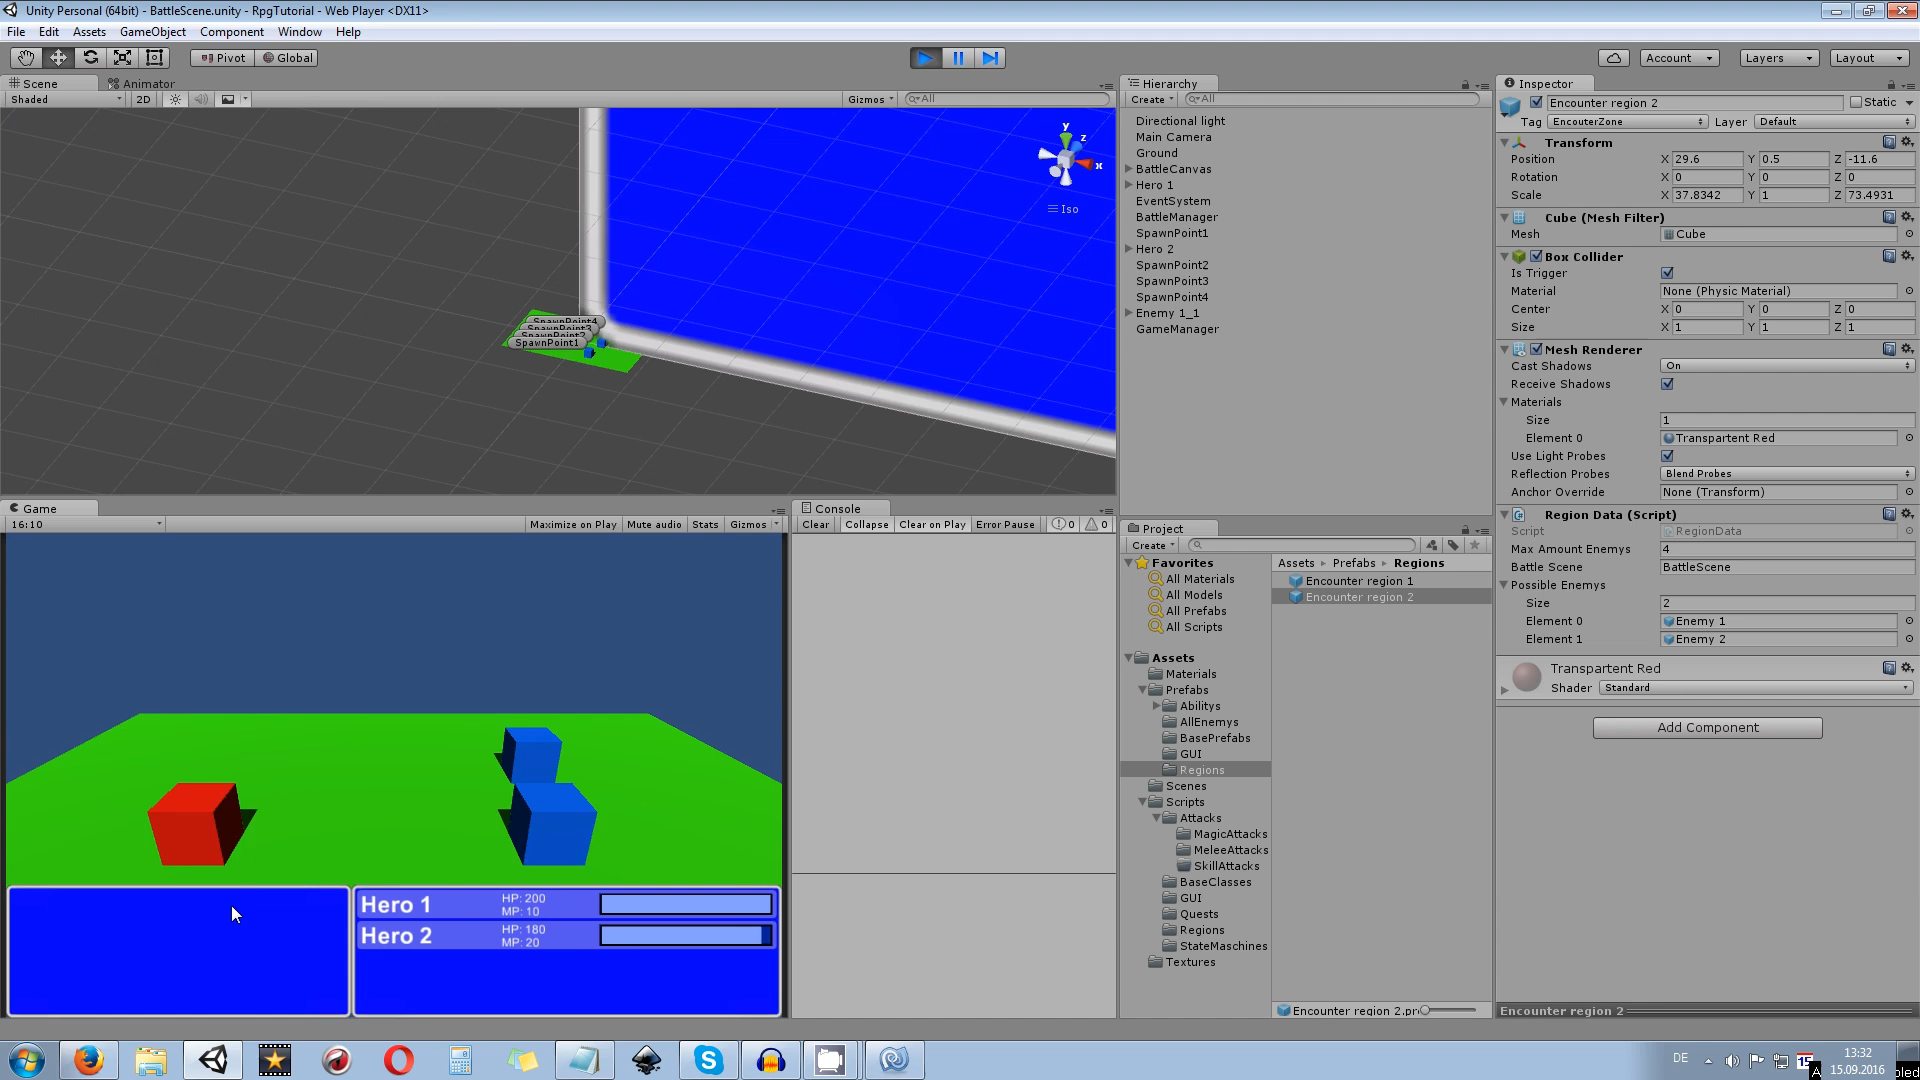 Unity Personal (64bit) - BattleScene.unity - RpgTutorial - Web Player <DX11>
File Edit Assets GameObject Component Window Help
Pivot Global Account Layers Layout
Scene Animator
Shaded 2D Gizmos All
y
z
x
Iso
SpawnPoint4
SpawnPoint3
SpawnPoint2
SpawnPoint1
Game
16:10 Maximize on Play Mute audio Stats Gizmos
Hero 1 HP: 200
MP: 10
Hero 2 HP: 180
MP: 20
Console
Clear Collapse Clear on Play Error Pause 0 0
Hierarchy
Create All
Directional light
Main Camera
Ground
BattleCanvas
Hero 1
EventSystem
BattleManager
SpawnPoint1
Hero 2
SpawnPoint2
SpawnPoint3
SpawnPoint4
Enemy 1_1
GameManager
Project
Create
Favorites
All Materials
All Models
All Prefabs
All Scripts
Assets
Materials
Prefabs
Abilitys
AllEnemys
BasePrefabs
GUI
Regions
Scenes
Scripts
Attacks
MagicAttacks
MeleeAttacks
SkillAttacks
BaseClasses
GUI
Quests
Regions
StateMaschines
Textures
Assets Prefabs Regions
Encounter region 1
Encounter region 2
Encounter region 2.pr
Inspector
Encounter region 2 Static
Tag EncouterZone Layer Default
Transform
Position X 29.6 Y 0.5 Z -11.6
Rotation X 0 Y 0 Z 0
Scale X 37.8342 Y 1 Z 73.4931
Cube (Mesh Filter)
Mesh Cube
Box Collider
Is Trigger
Material None (Physic Material)
Center X 0 Y 0 Z 0
Size X 1 Y 1 Z 1
Mesh Renderer
Cast Shadows On
Receive Shadows
Materials
Size 1
Element 0 Transpartent Red
Use Light Probes
Reflection Probes Blend Probes
Anchor Override None (Transform)
Region Data (Script)
Script RegionData
Max Amount Enemys 4
Battle Scene BattleScene
Possible Enemys
Size 2
Element 0 Enemy 1
Element 1 Enemy 2
Transpartent Red
Shader Standard
Add Component
Encounter region 2
DE 15 13:32
15.09.2016